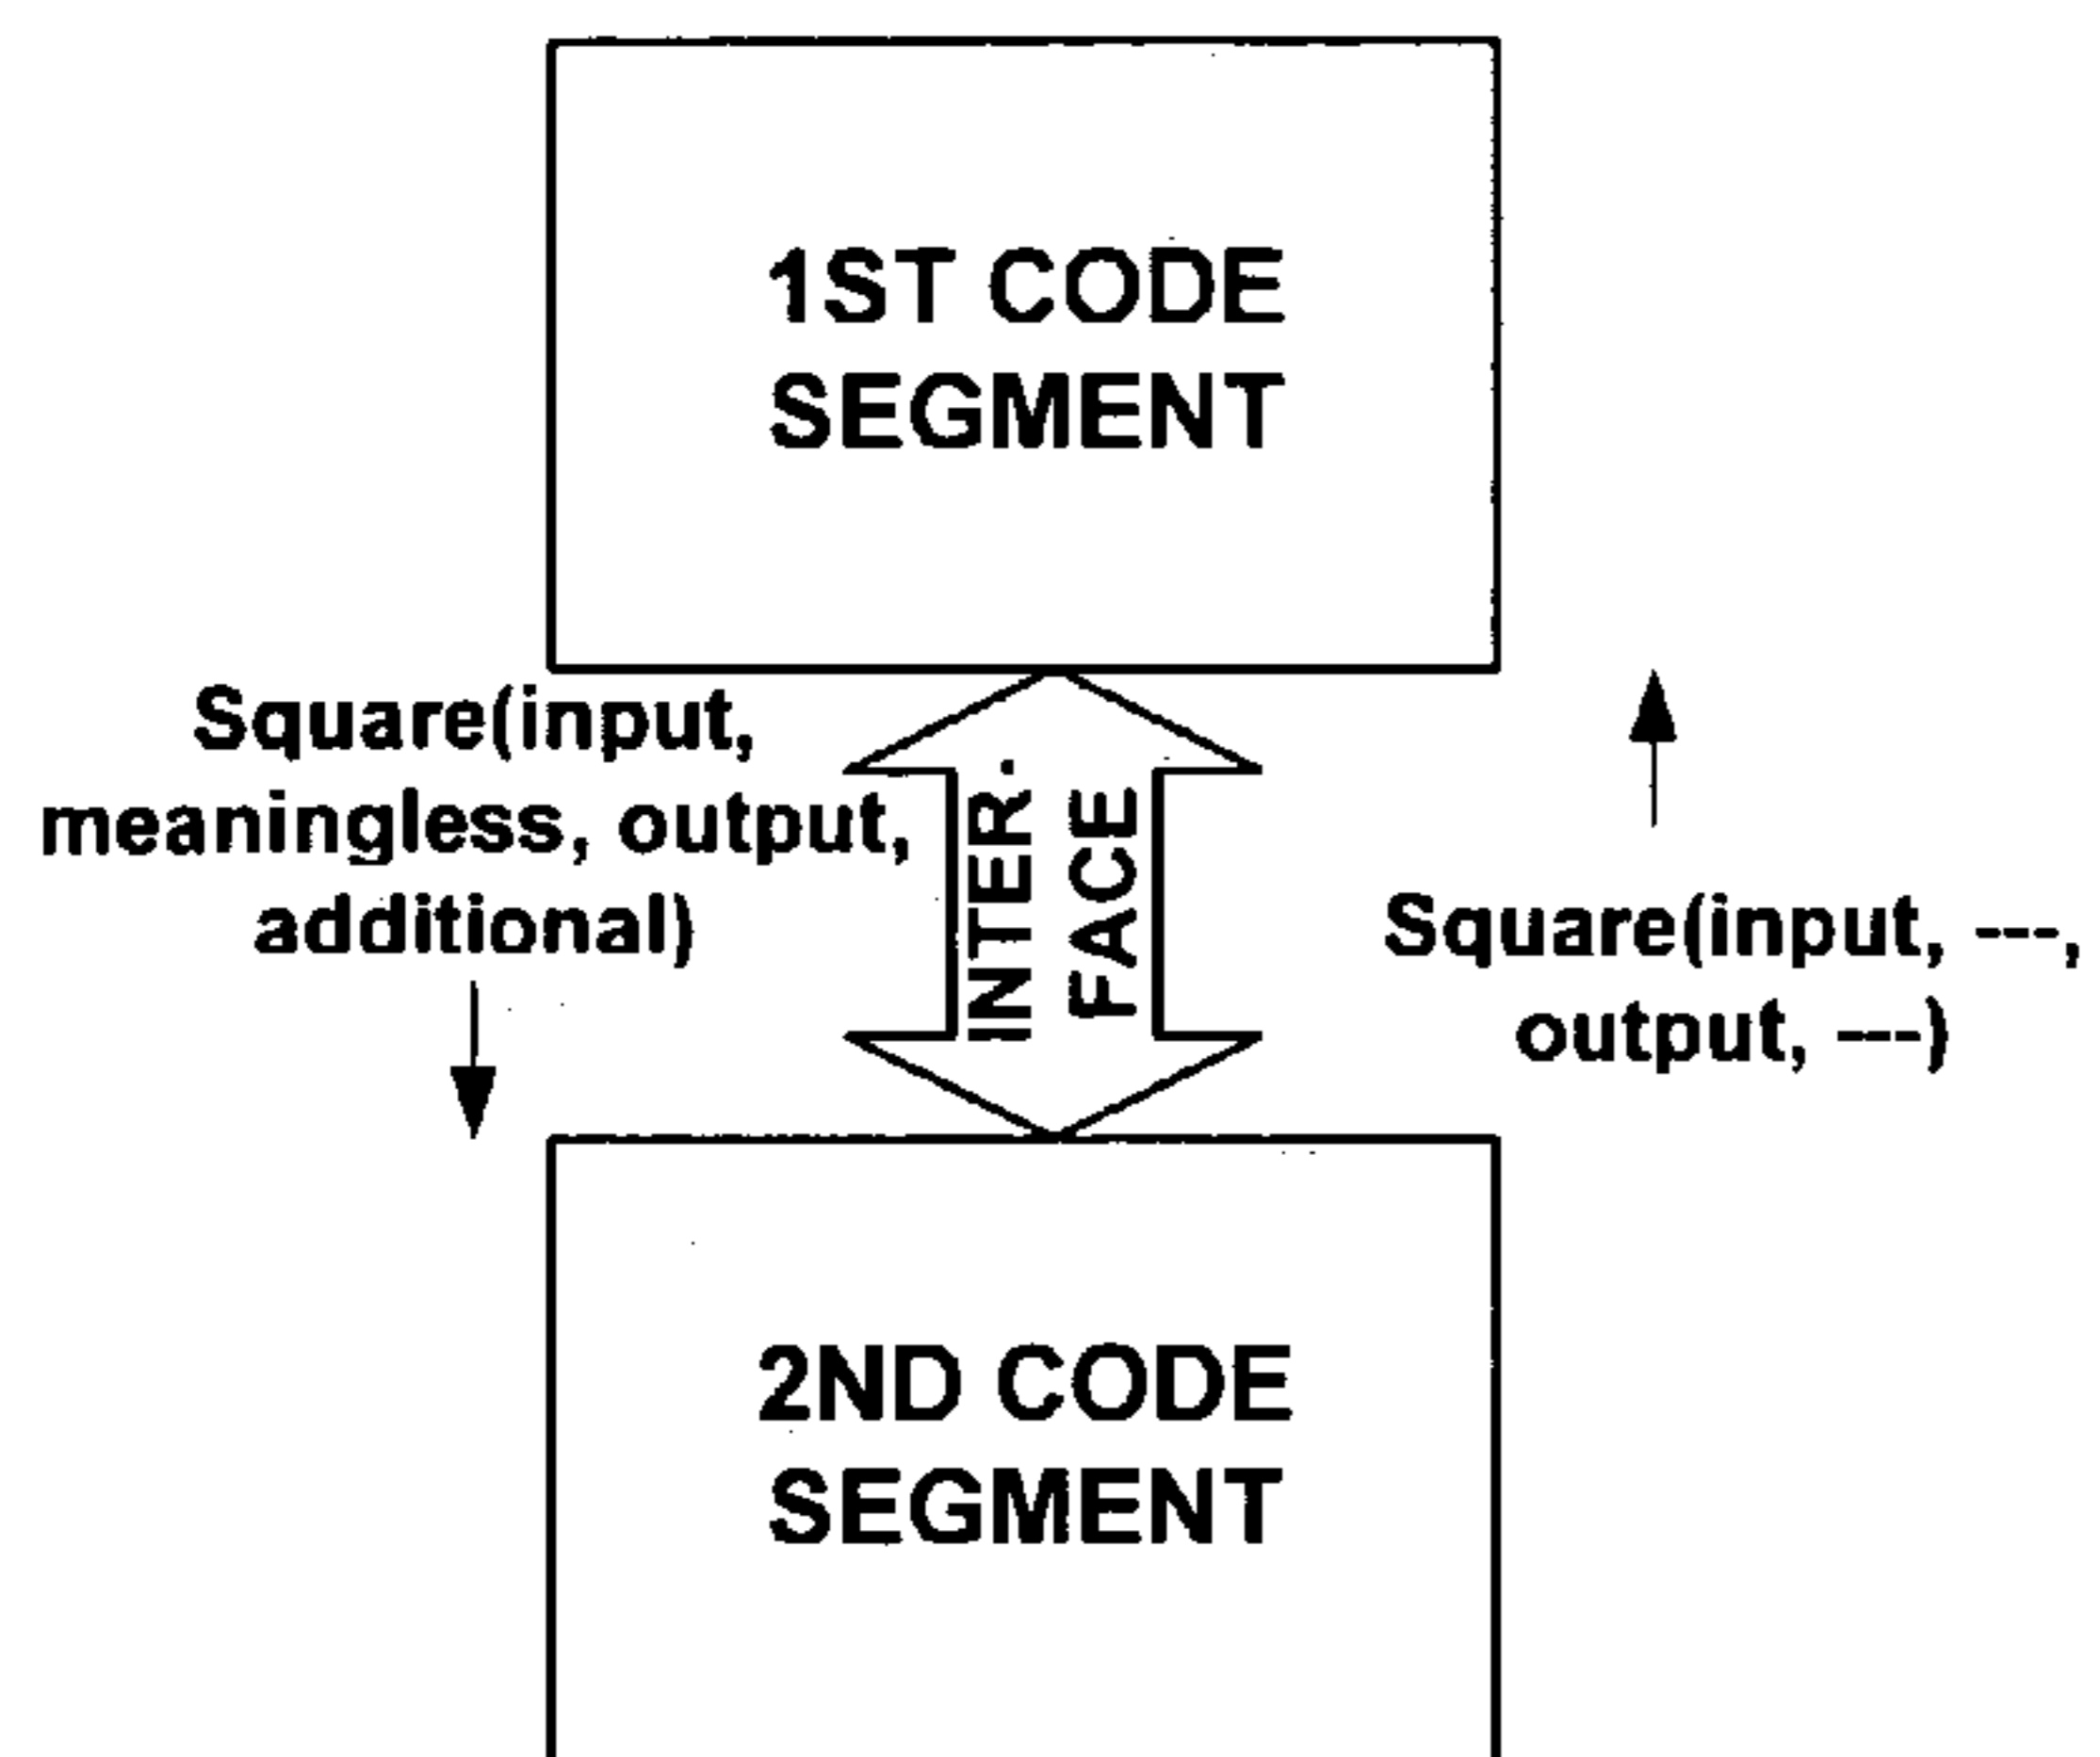 1ST CODE
SEGMENT
Square(input,
meaningless, output,
additional)
INTER.
FACE
Square(input, ---,
output, ---)
2ND CODE
SEGMENT